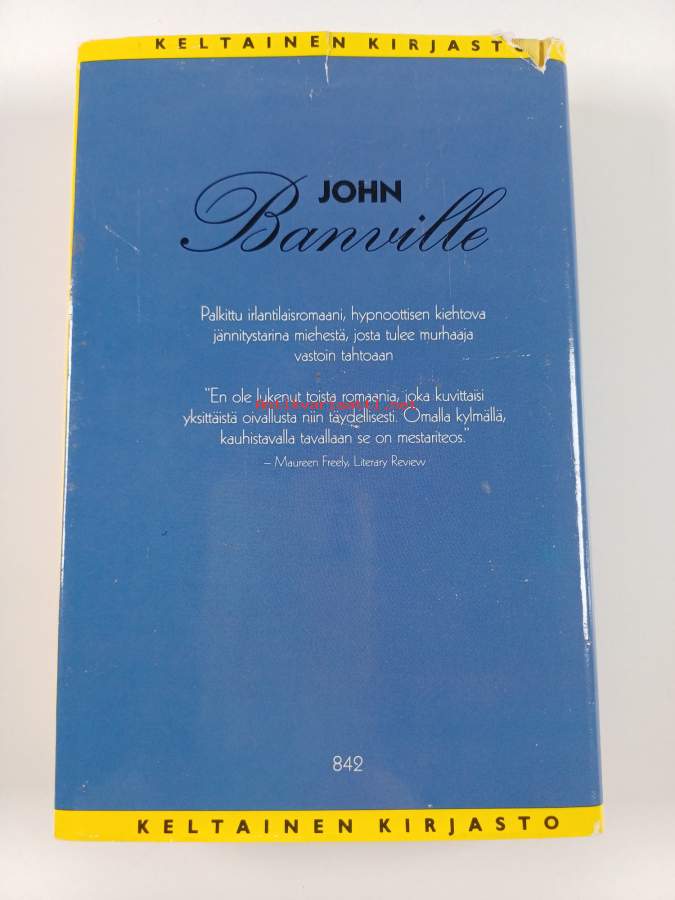 KELTAINEN KIRJASTO
JOHN
Banville
Palkittu irlantilaisromaani, hypnoottisen kiehtova
jännitystarina miehestä, josta tulee murhaaja
vastoin tahtoaan
"En ole lukenut toista romaania, joka kuvittaisi
antikvariaatti.net
yksittäistä oivallusta niin täydellisesti. Omalla kylmällä,
kauhistavalla tavallaan se on mestariteos."
– Maureen Freely, Literary Review
842
KELTAINEN KIRJASTO